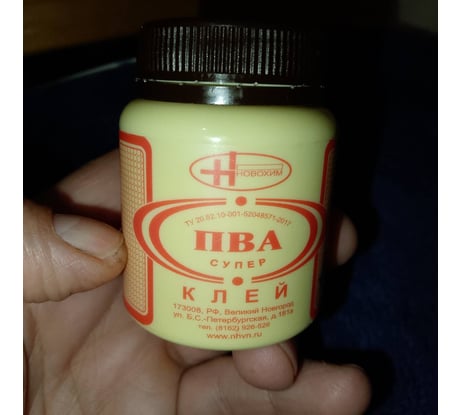 НОВОХИМ
ТУ 20.52.10-001-52048571-2017
ПВА
СУПЕР
КЛЕЙ
173008, РФ, Великий Новгород,
ул. Б.С.-Петербургская, д.181а
тел. (8162) 926-526
www.nhvn.ru